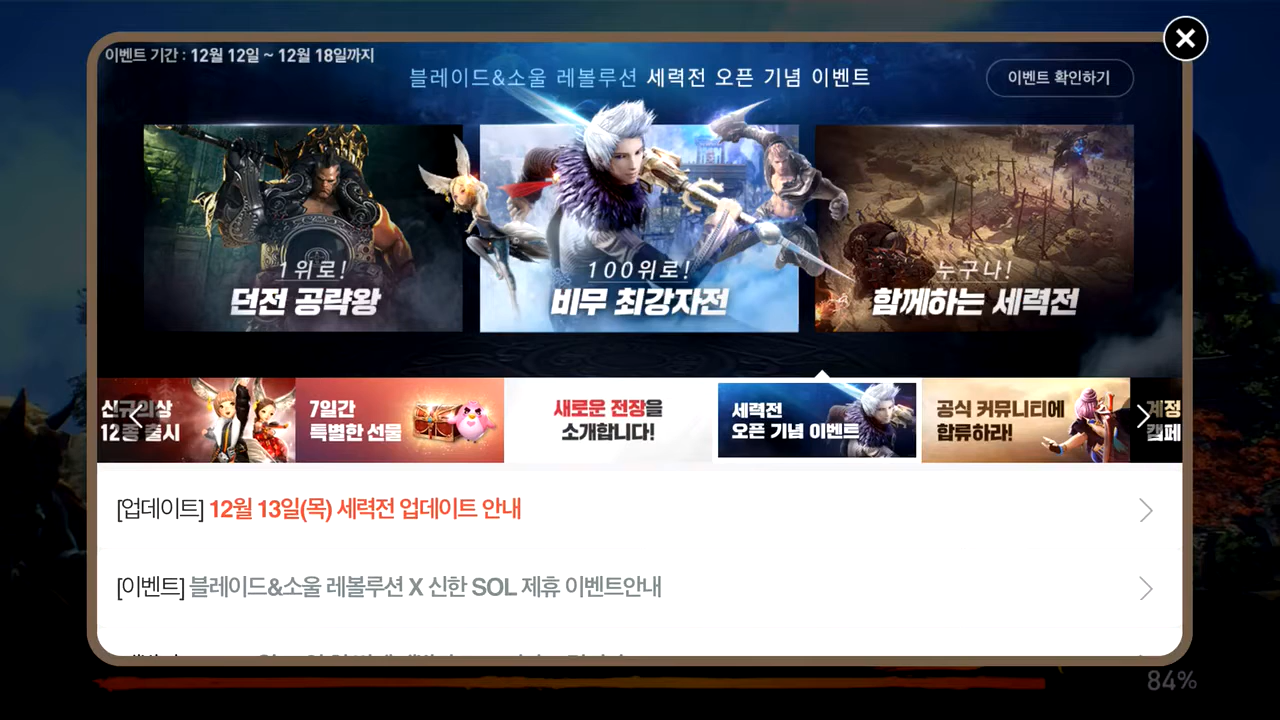 이벤트 기간 : 12월 12일 ~ 12월 18일까지
블레이드&소울 레볼루션 세력전 오픈 기념 이벤트
이벤트 확인하기
1위로!
던전 공략왕
100위로!
비무 최강자전
누구나!
함께하는 세력전
신규의상
12종 출시
7일간
특별한 선물
새로운 전장을
소개합니다!
세력전
오픈 기념 이벤트
공식 커뮤니티에
합류하라!
계정
캠페
[업데이트] 12월 13일(목) 세력전 업데이트 안내
[이벤트] 블레이드&소울 레볼루션 X 신한 SOL 제휴 이벤트안내
84%